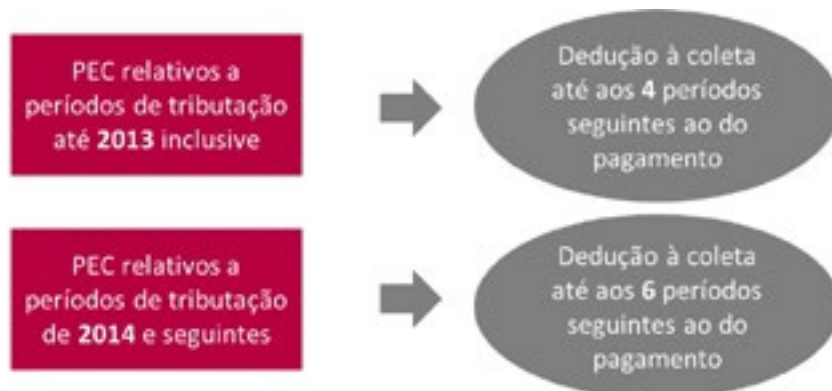 PEC relativos a
períodos de tributação
até 2013 inclusive
Dedução à coleta
até aos 4 períodos
seguintes ao do
pagamento
PEC relativos a
períodos de tributação
de 2014 e seguintes
Dedução à coleta
até aos 6 períodos
seguintes ao do
pagamento